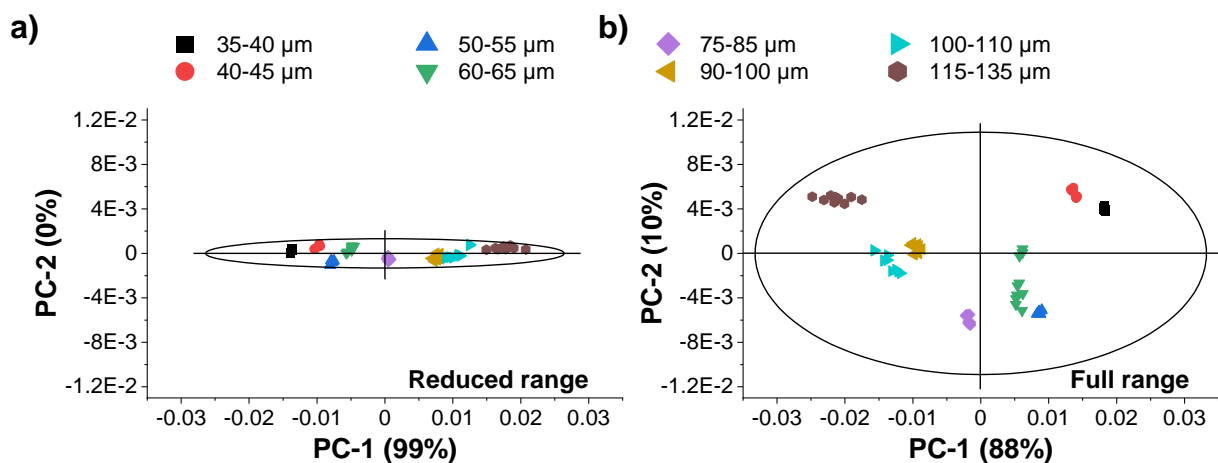 a)
35-40 µm
50-55 µm
40-45 µm
60-65 µm
1.2E-2
8E-3
4E-3
0
-4E-3
-8E-3
-1.2E-2
PC-2 (0%)
Reduced range
-0.03 -0.02 -0.01 0 0.01 0.02 0.03
PC-1 (99%)
b)
75-85 µm
100-110 µm
90-100 µm
115-135 µm
1.2E-2
8E-3
4E-3
0
-4E-3
-8E-3
-1.2E-2
PC-2 (10%)
Full range
-0.03 -0.02 -0.01 0 0.01 0.02 0.03
PC-1 (88%)